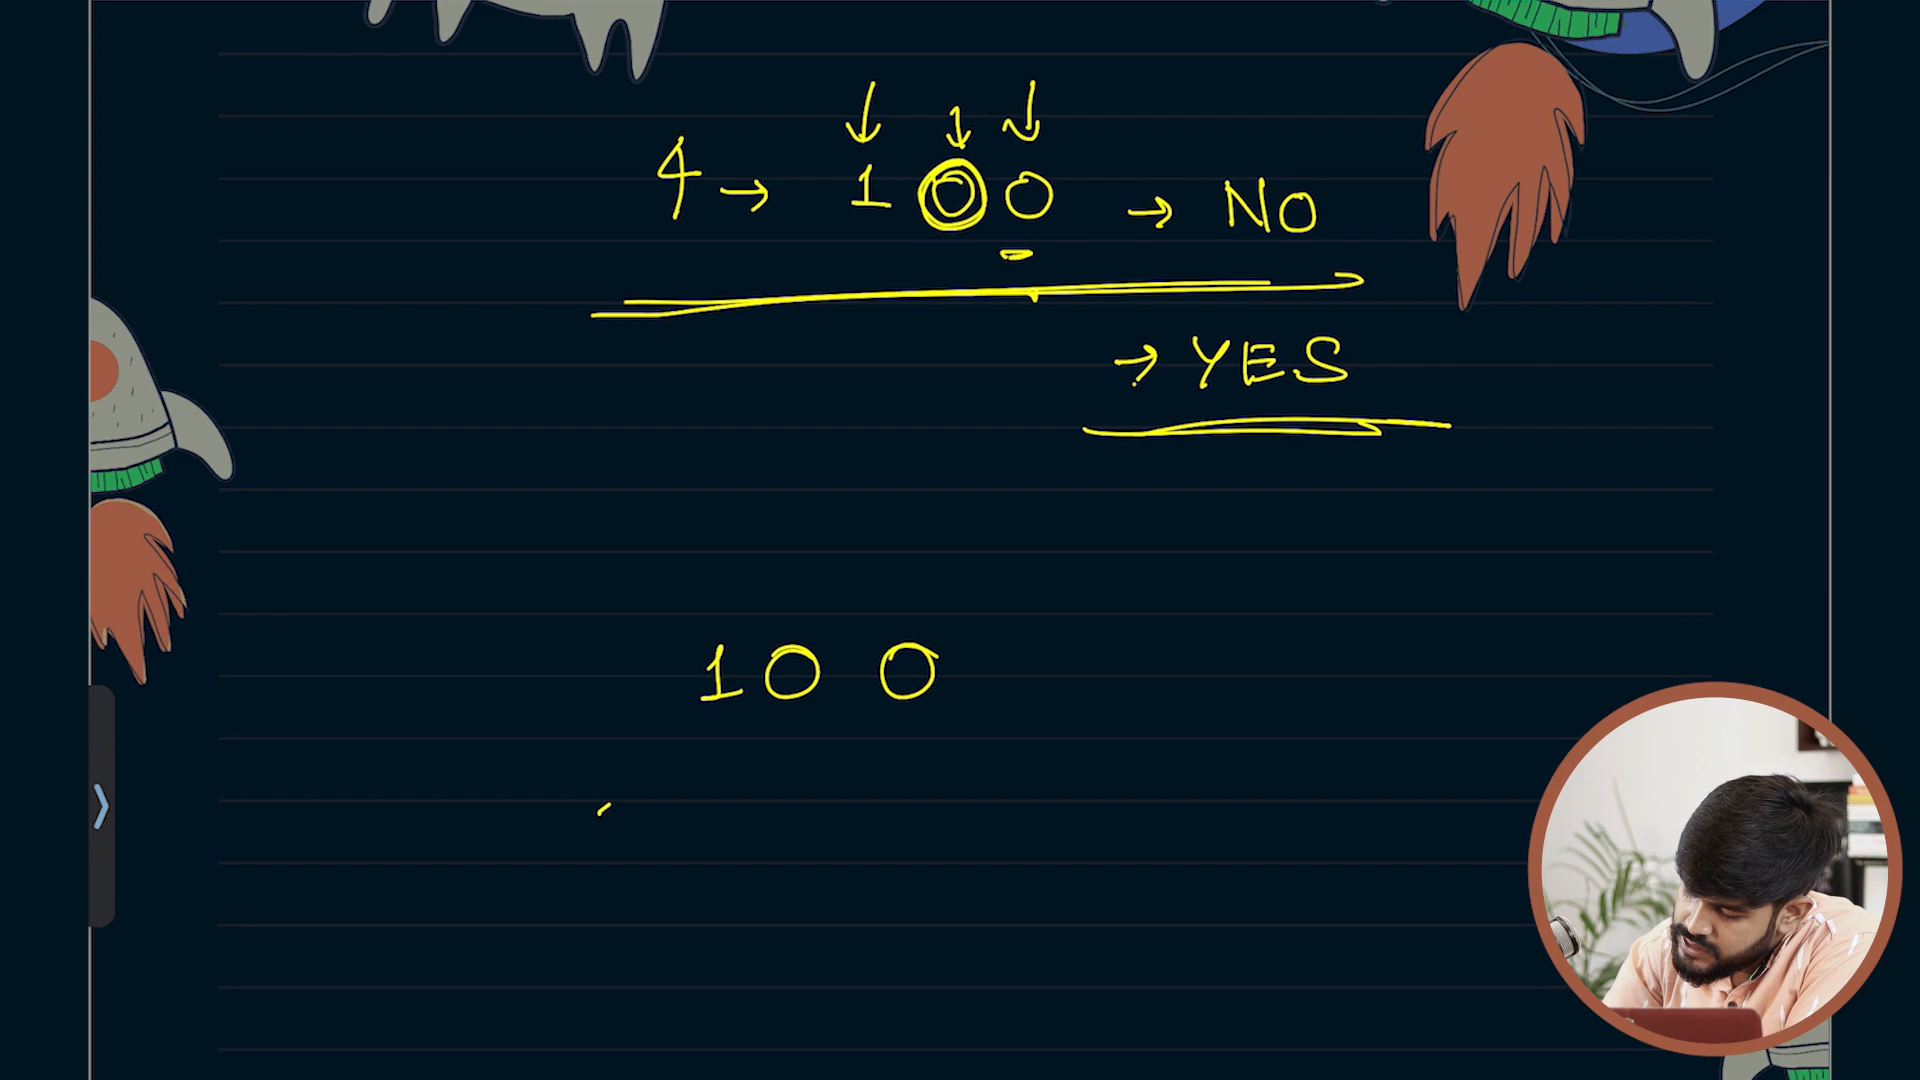 4 → 1 0 0 → NO
→ YES
1 0 0